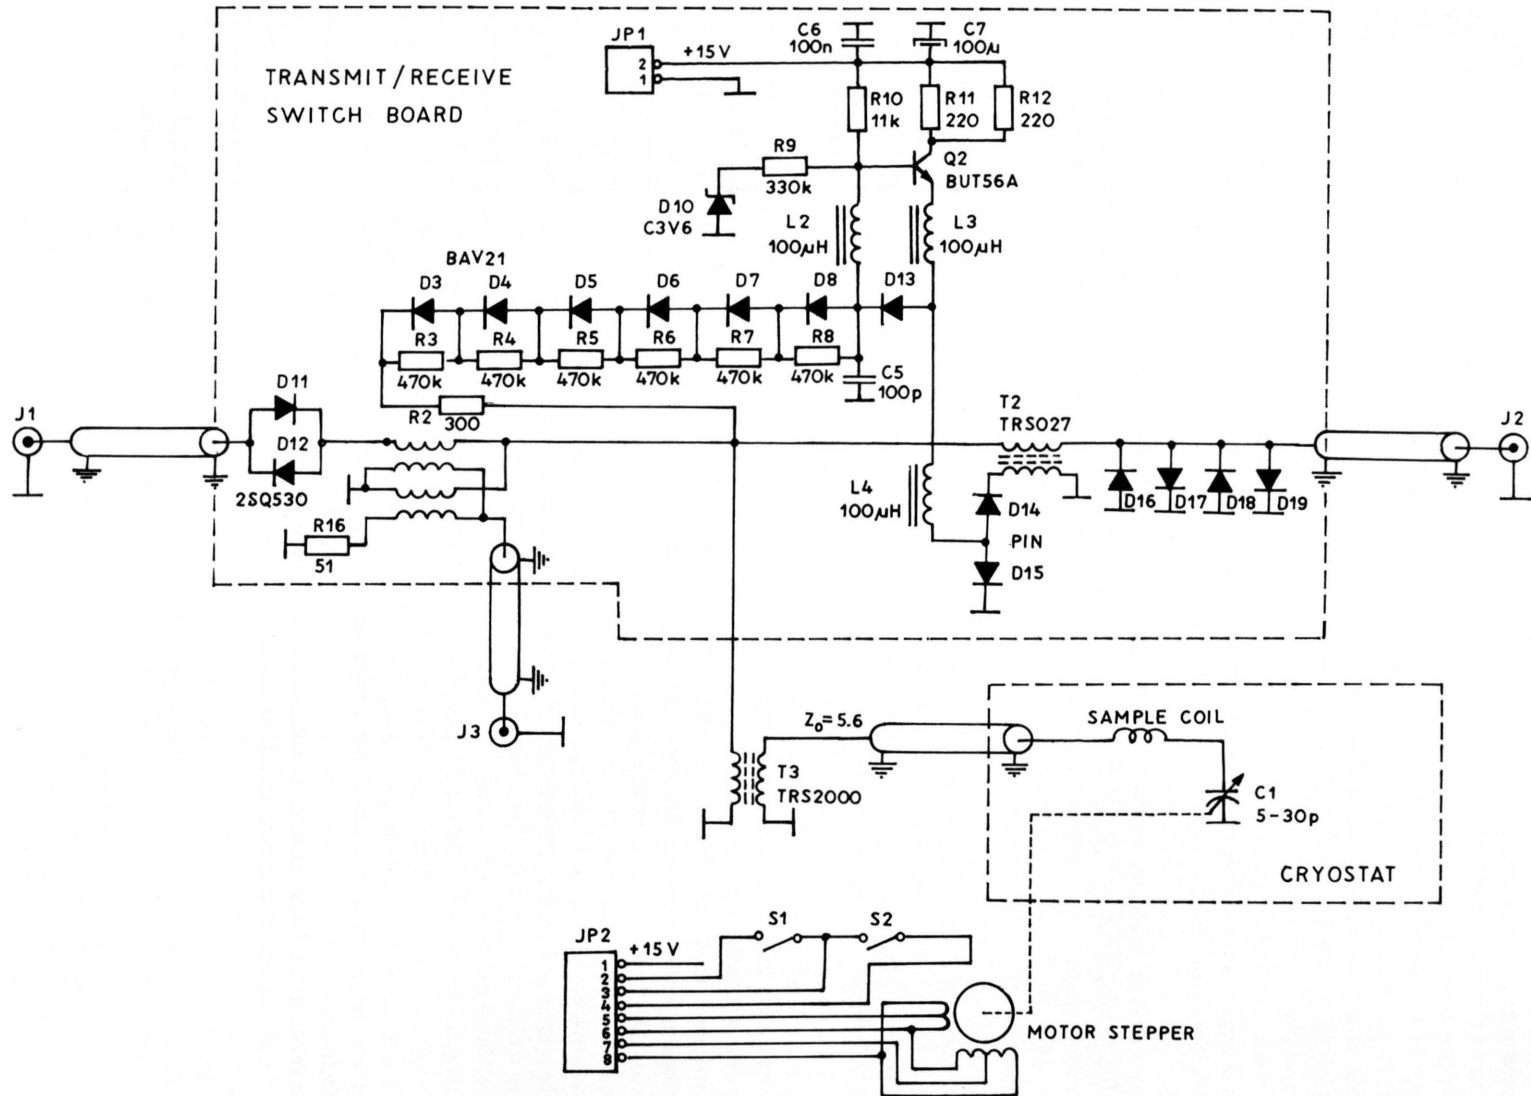 TRANSMIT/RECEIVE
SWITCH BOARD
JP1
2
1
+15V
C6
100n
C7
100µ
R10
11k
R11
220
R12
220
R9
330k
Q2
BUT56A
D10
C3V6
L2
100µH
L3
100µH
BAV21
D3
D4
D5
D6
D7
D8
D13
R3
470k
R4
470k
R5
470k
R6
470k
R7
470k
R8
470k
C5
100p
R2
300
J1
D11
D12
2SQ530
T2
TRS027
J2
L4
100µH
D14
PIN
D15
D16
D17
D18
D19
R16
51
J3
Z₀=5.6
SAMPLE COIL
T3
TRS2000
C1
5-30p
CRYOSTAT
JP2
+15V
S1
S2
1
2
3
4
5
6
7
8
MOTOR STEPPER